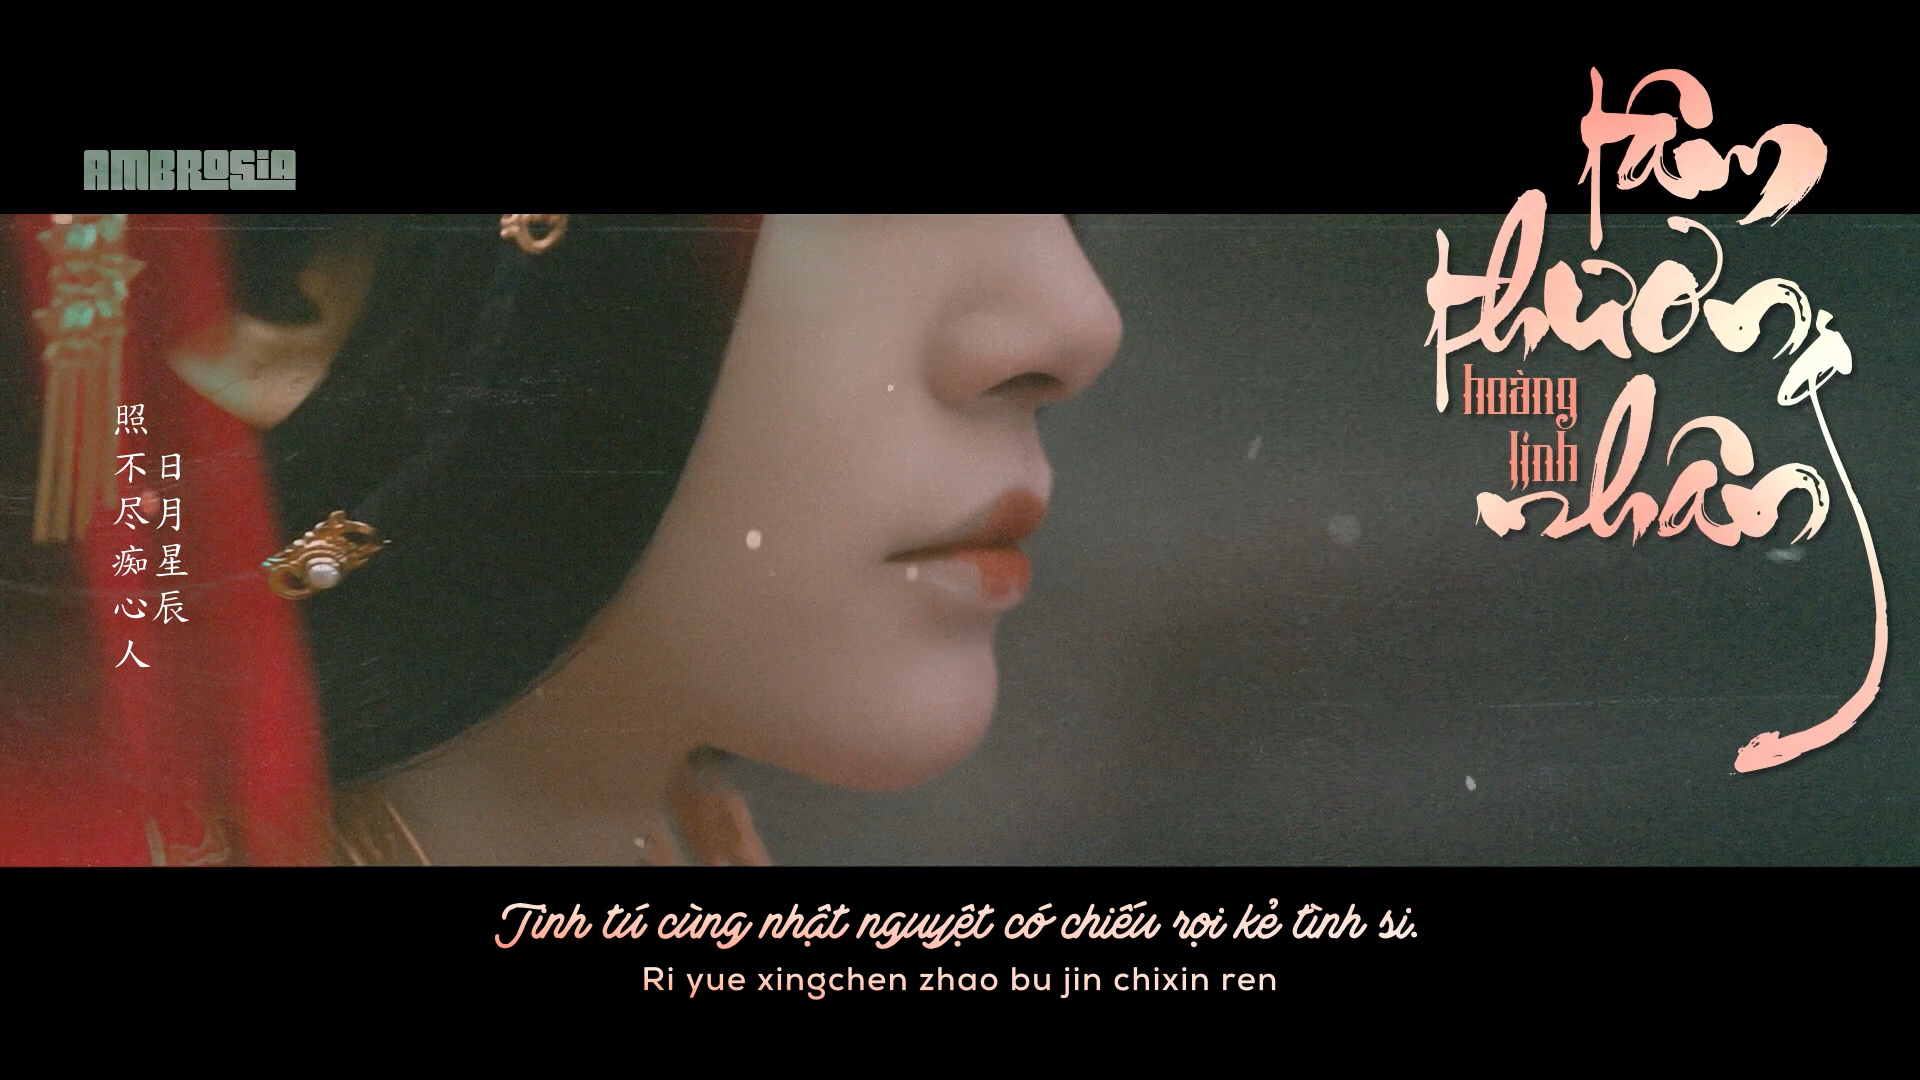 AMBROSIA
tâm
thượng
hoàng
linh
nhân
日月星辰
照不尽痴心人
Tinh tú cùng nhật nguyệt có chiếu rọi kẻ tình si.
Ri yue xingchen zhao bu jin chixin ren